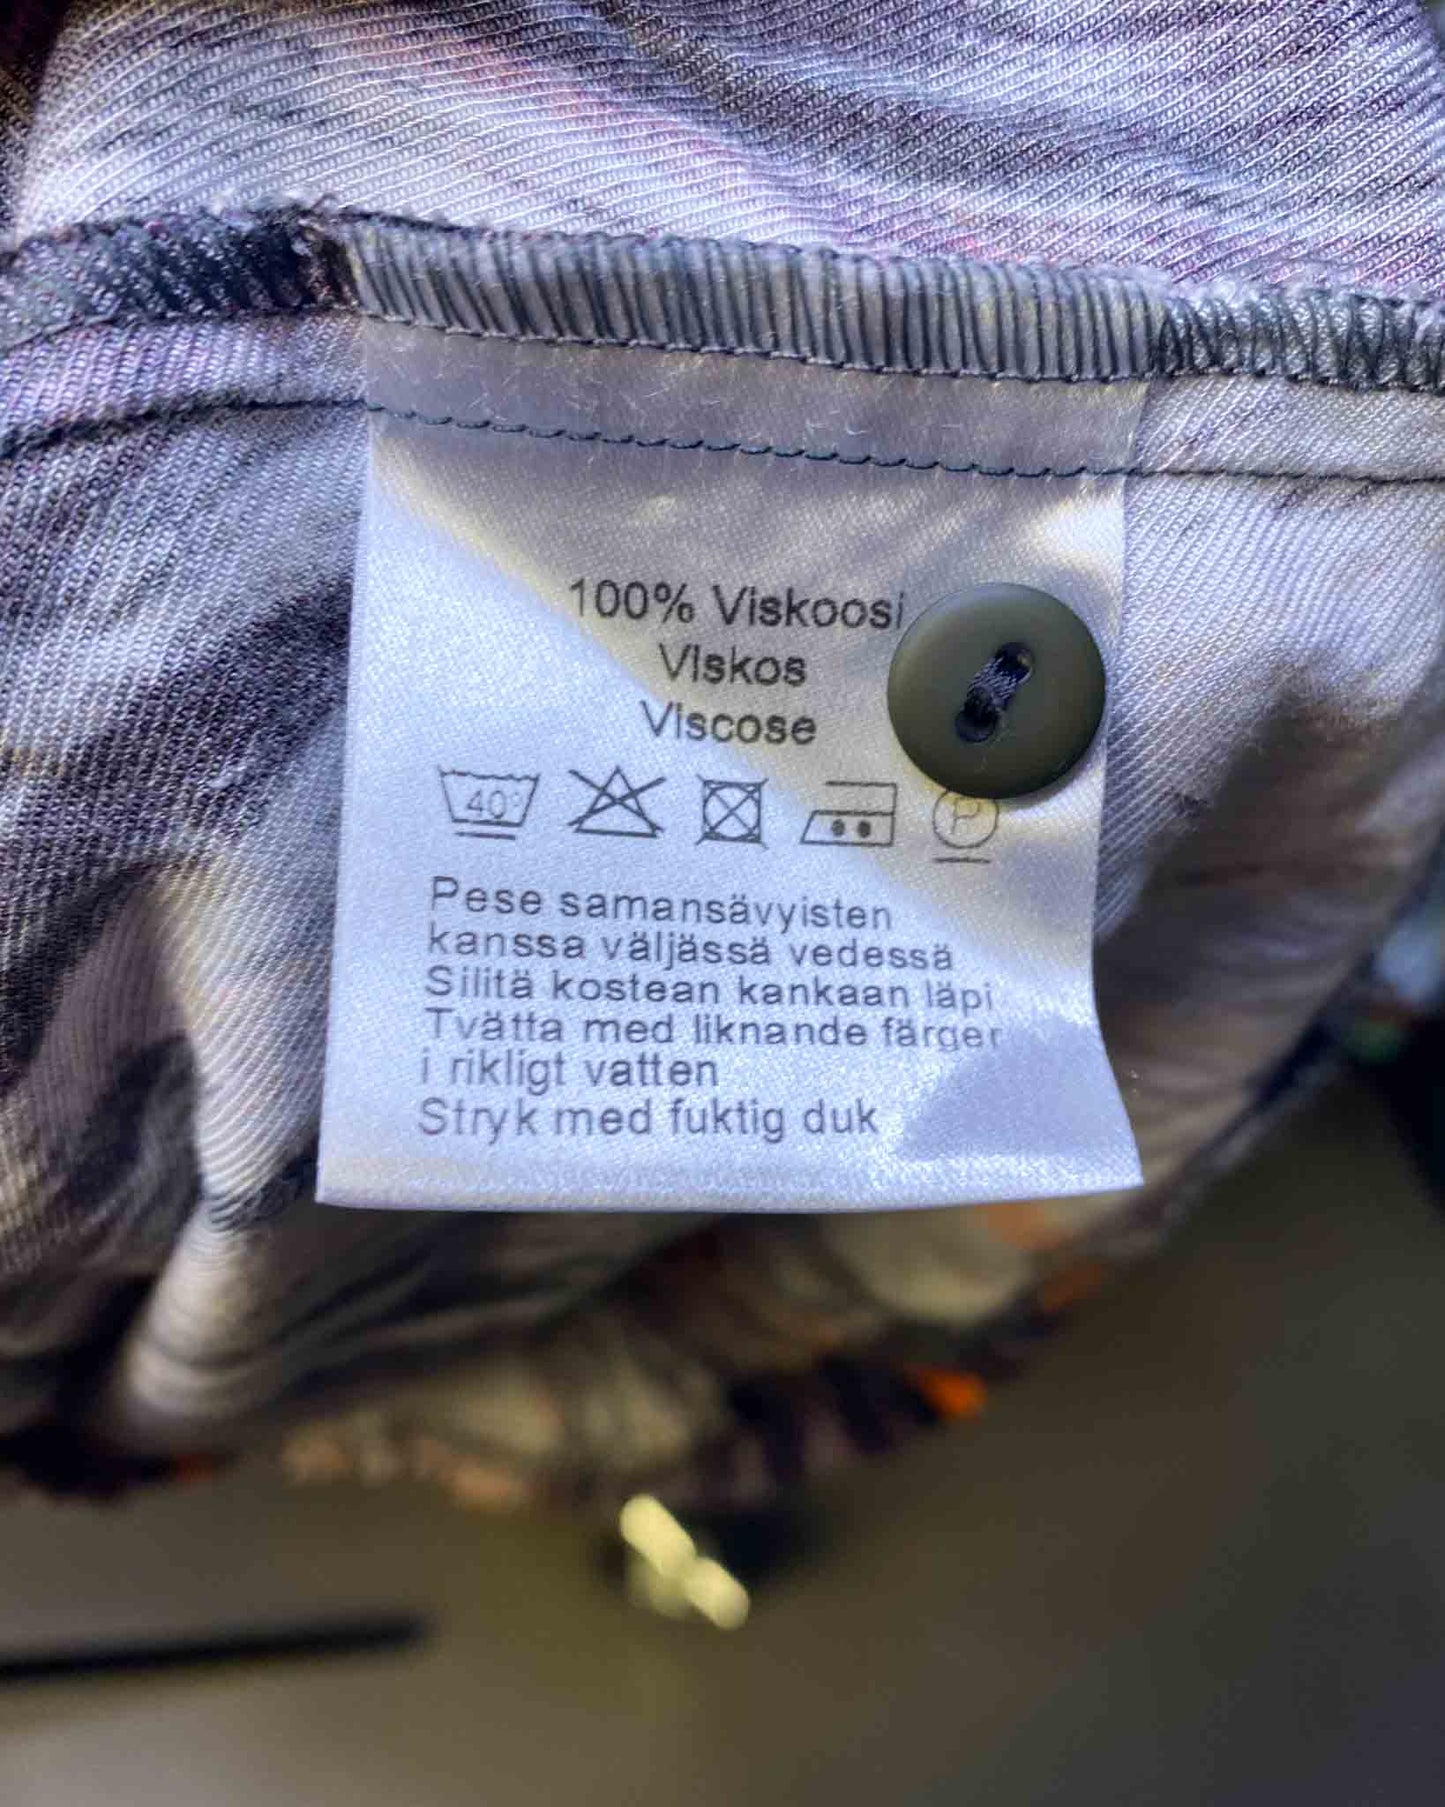 100% Viskoosi
Viskos
Viscose
40°
P
Pese samansävyisten
kanssa väljässä vedessä
Silitä kostean kankaan läpi
Tvätta med liknande färger
i rikligt vatten
Stryk med fuktig duk